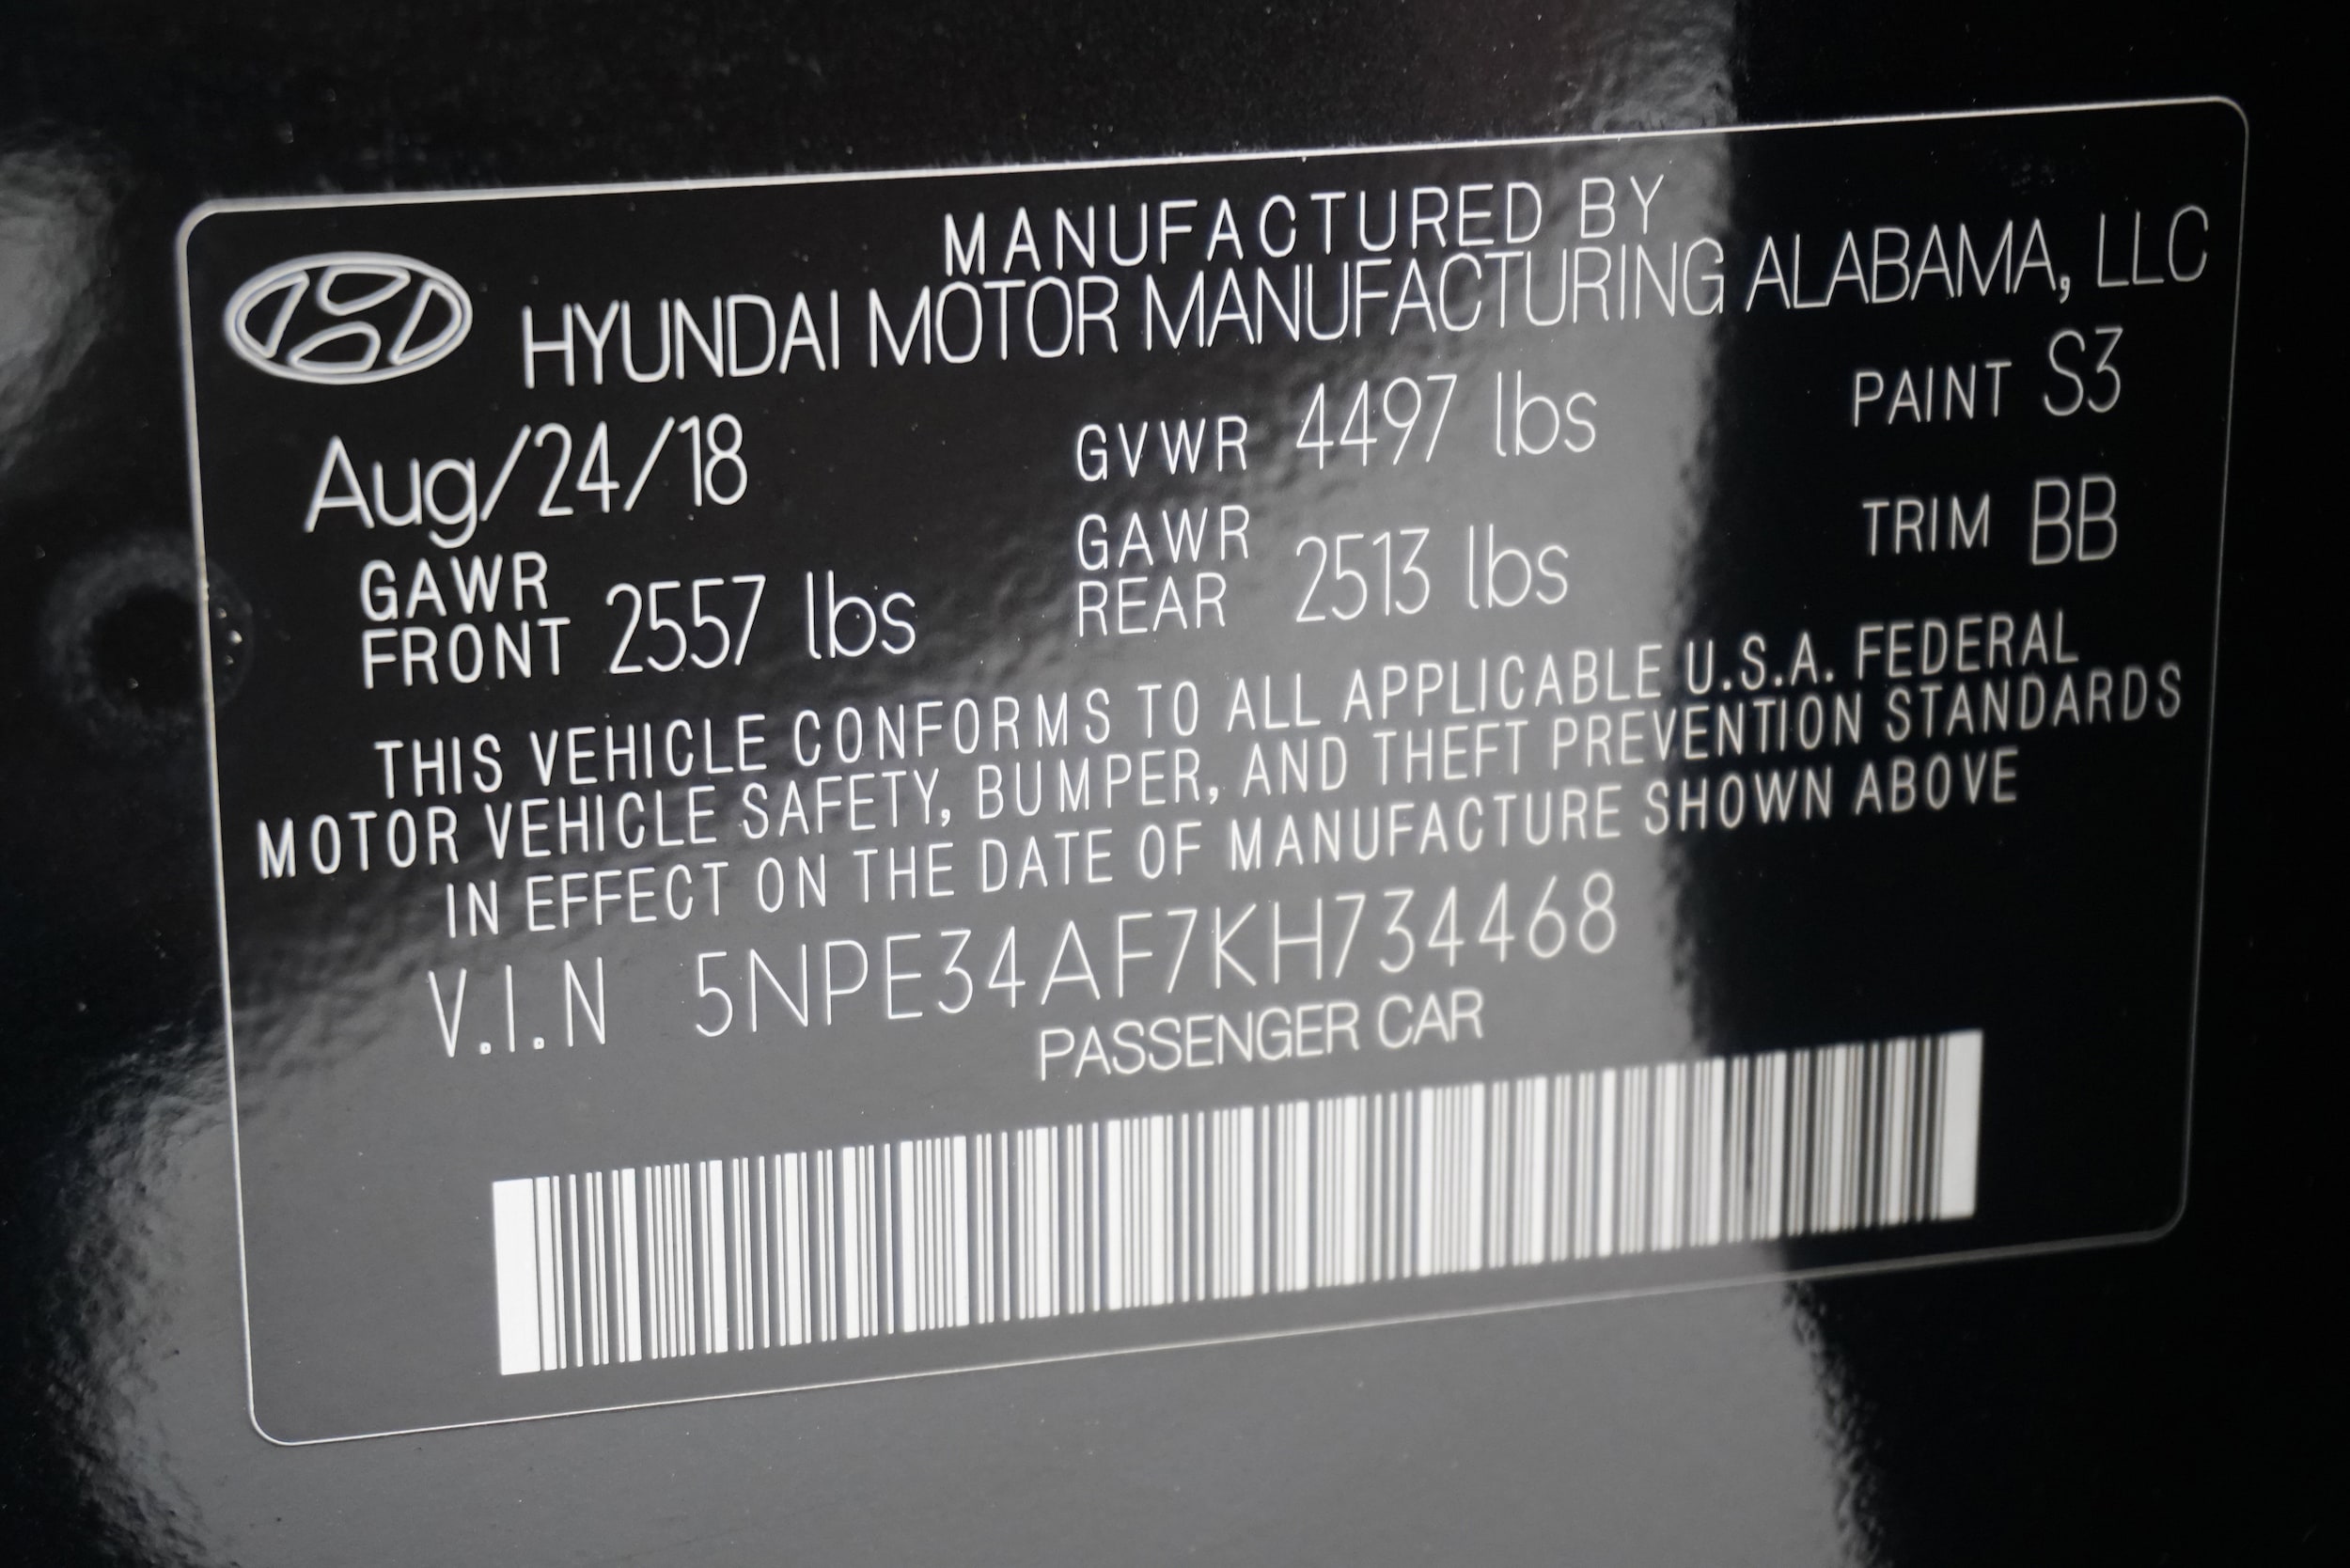 MANUFACTURED BY
HYUNDAI MOTOR MANUFACTURING ALABAMA, LLC
Aug/24/18 GVWR 4497 lbs PAINT S3
GAWR FRONT 2557 lbs GAWR REAR 2513 lbs TRIM BB
THIS VEHICLE CONFORMS TO ALL APPLICABLE U.S.A. FEDERAL
MOTOR VEHICLE SAFETY, BUMPER, AND THEFT PREVENTION STANDARDS
IN EFFECT ON THE DATE OF MANUFACTURE SHOWN ABOVE
V.I.N 5NPE34AF7KH734468
PASSENGER CAR